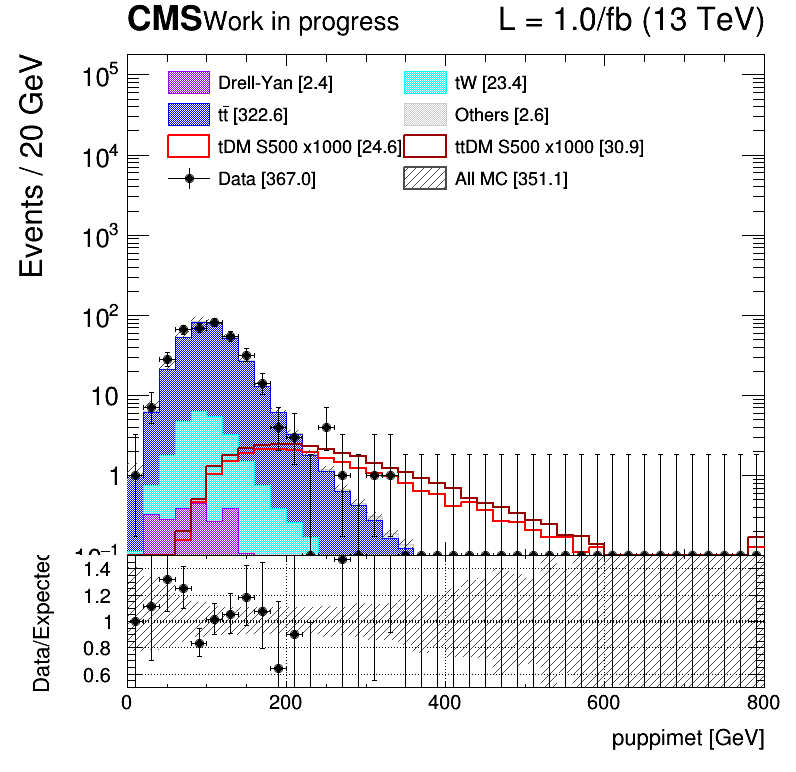 CMS Work in progress L = 1.0/fb (13 TeV)
Events / 20 GeV
10⁵
10⁴
10³
10²
10
1
10⁻¹
Drell-Yan [2.4] tW [23.4]
tt̄ [322.6] Others [2.6]
tDM S500 x1000 [24.6] ttDM S500 x1000 [30.9]
Data [367.0] All MC [351.1]
Data/Expected
1.4
1.2
1
0.8
0.6
0 200 400 600 800
puppimet [GeV]